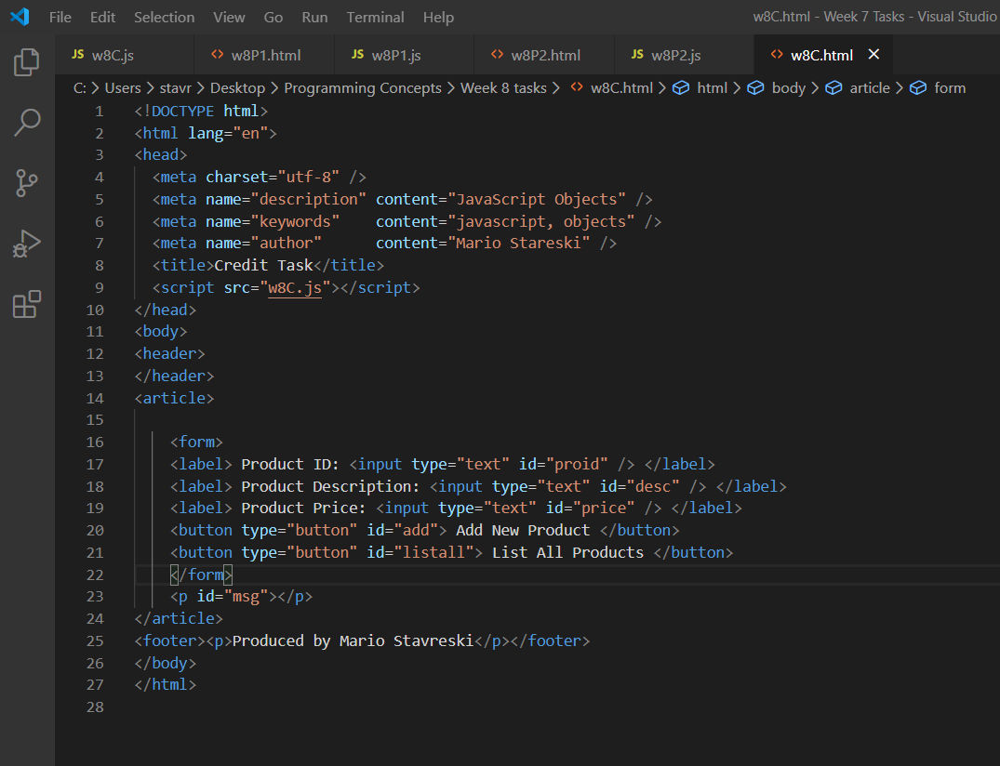 File Edit Selection View Go Run Terminal Help w8C.html - Week 7 Tasks - Visual Studio
JS w8C.js <> w8P1.html JS w8P1.js <> w8P2.html JS w8P2.js <> w8C.html ×
C: > Users > stavr > Desktop > Programming Concepts > Week 8 tasks > <> w8C.html > html > body > article > form
1 <!DOCTYPE html>
2 <html lang="en">
3 <head>
4 <meta charset="utf-8" />
5 <meta name="description" content="JavaScript Objects" />
6 <meta name="keywords" content="javascript, objects" />
7 <meta name="author" content="Mario Stareski" />
8 <title>Credit Task</title>
9 <script src="w8C.js"></script>
10 </head>
11 <body>
12 <header>
13 </header>
14 <article>
15
16 <form>
17 <label> Product ID: <input type="text" id="proid" /> </label>
18 <label> Product Description: <input type="text" id="desc" /> </label>
19 <label> Product Price: <input type="text" id="price" /> </label>
20 <button type="button" id="add"> Add New Product </button>
21 <button type="button" id="listall"> List All Products </button>
22 </form>
23 <p id="msg"></p>
24 </article>
25 <footer><p>Produced by Mario Stavreski</p></footer>
26 </body>
27 </html>
28